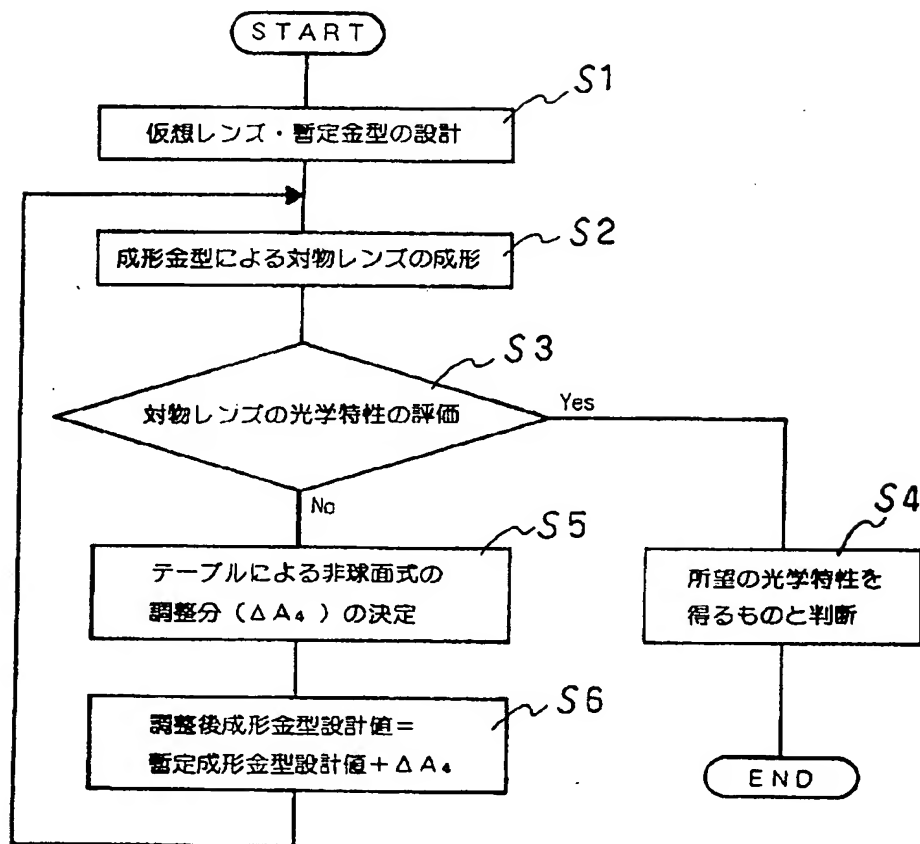 START
S1
仮想レンズ・暫定金型の設計
S2
成形金型による対物レンズの成形
S3
対物レンズの光学特性の評価
Yes
No
S4
所望の光学特性を
得るものと判断
S5
テーブルによる非球面式の
調整分(ΔA₄)の決定
S6
調整後成形金型設計値=
暫定成形金型設計値+ΔA₄
END